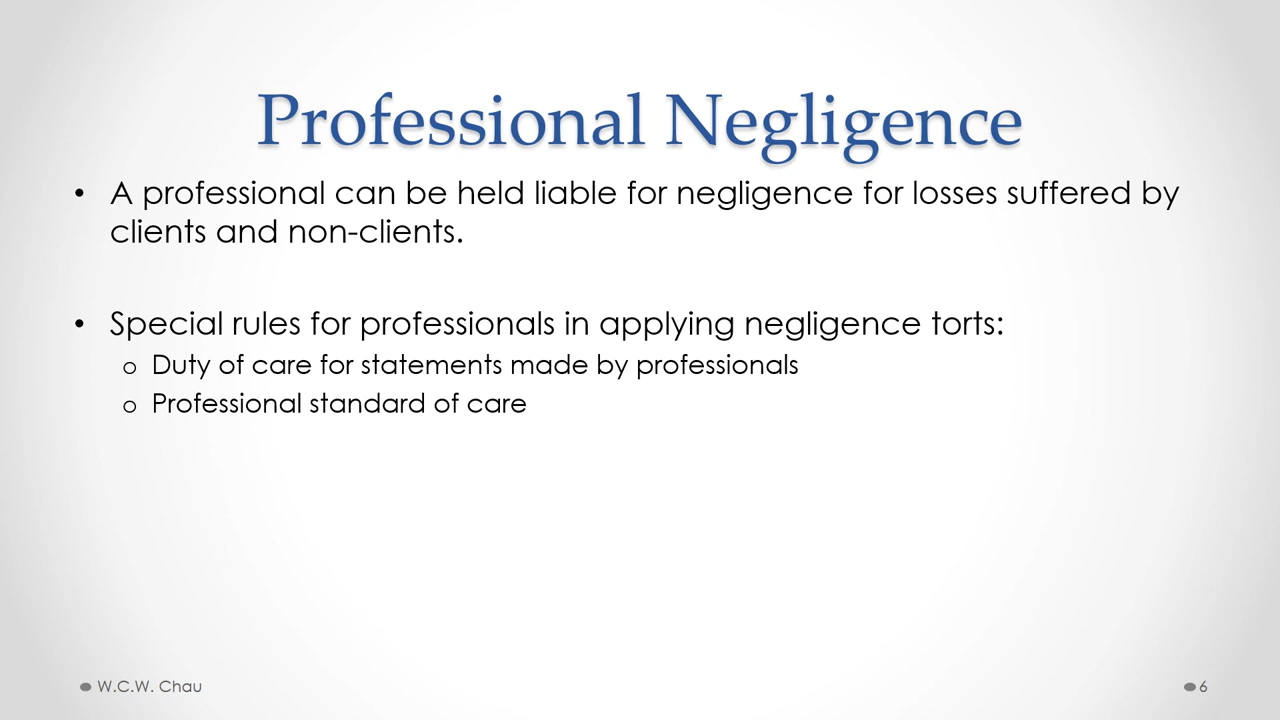 Professional Negligence
• A professional can be held liable for negligence for losses suffered by
clients and non-clients.
• Special rules for professionals in applying negligence torts:
o Duty of care for statements made by professionals
o Professional standard of care
W.C.W. Chau
6